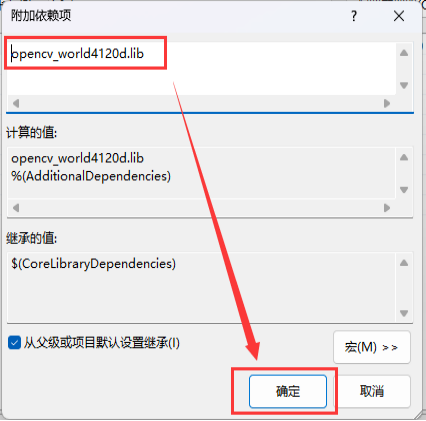 附加依赖项
?
opencv_world4120d.lib
计算的值:
opencv_world4120d.lib
%(AdditionalDependencies)
继承的值:
$(CoreLibraryDependencies)
从父级或项目默认设置继承(I)
宏(M) >>
确定
取消